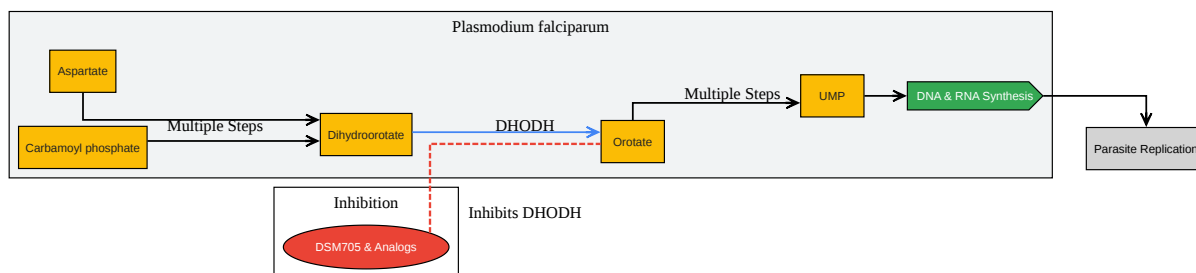 Plasmodium falciparum
Aspartate
Carbamoyl phosphate
Multiple Steps
Dihydroorotate
DHODH
Orotate
Multiple Steps
UMP
DNA & RNA Synthesis
Parasite Replication
Inhibition
DSM705 & Analogs
Inhibits DHODH